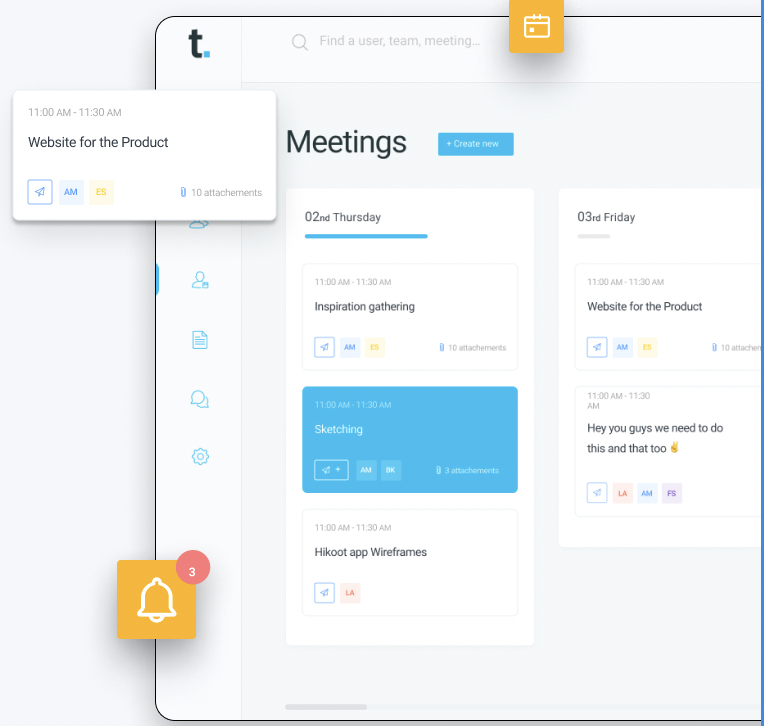 t.
Find a user, team, meeting...
11:00 AM - 11:30 AM
Website for the Product
AM ES 10 attachements
Meetings
+ Create new
02nd Thursday
11:00 AM - 11:30 AM
Inspiration gathering
AM ES 10 attachements
11:00 AM - 11:30 AM
Sketching
+ AM BK 3 attachements
11:00 AM - 11:30 AM
Hikoot app Wireframes
LA
03rd Friday
11:00 AM - 11:30 AM
Website for the Product
AM ES 10 attachemen
11:00 AM - 11:30
AM
Hey you guys we need to do
this and that too ✌️
LA AM FS
3